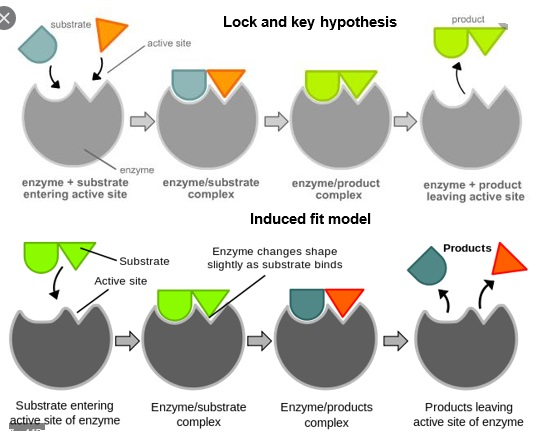 Lock and key hypothesis
substrate
product
active site
enzyme
enzyme + substrate
entering active site
enzyme/substrate
complex
enzyme/product
complex
enzyme + product
leaving active site
Induced fit model
Substrate
Active site
Enzyme changes shape
slightly as substrate binds
Products
Substrate entering
active site of enzyme
Enzyme/substrate
complex
Enzyme/products
complex
Products leaving
active site of enzyme